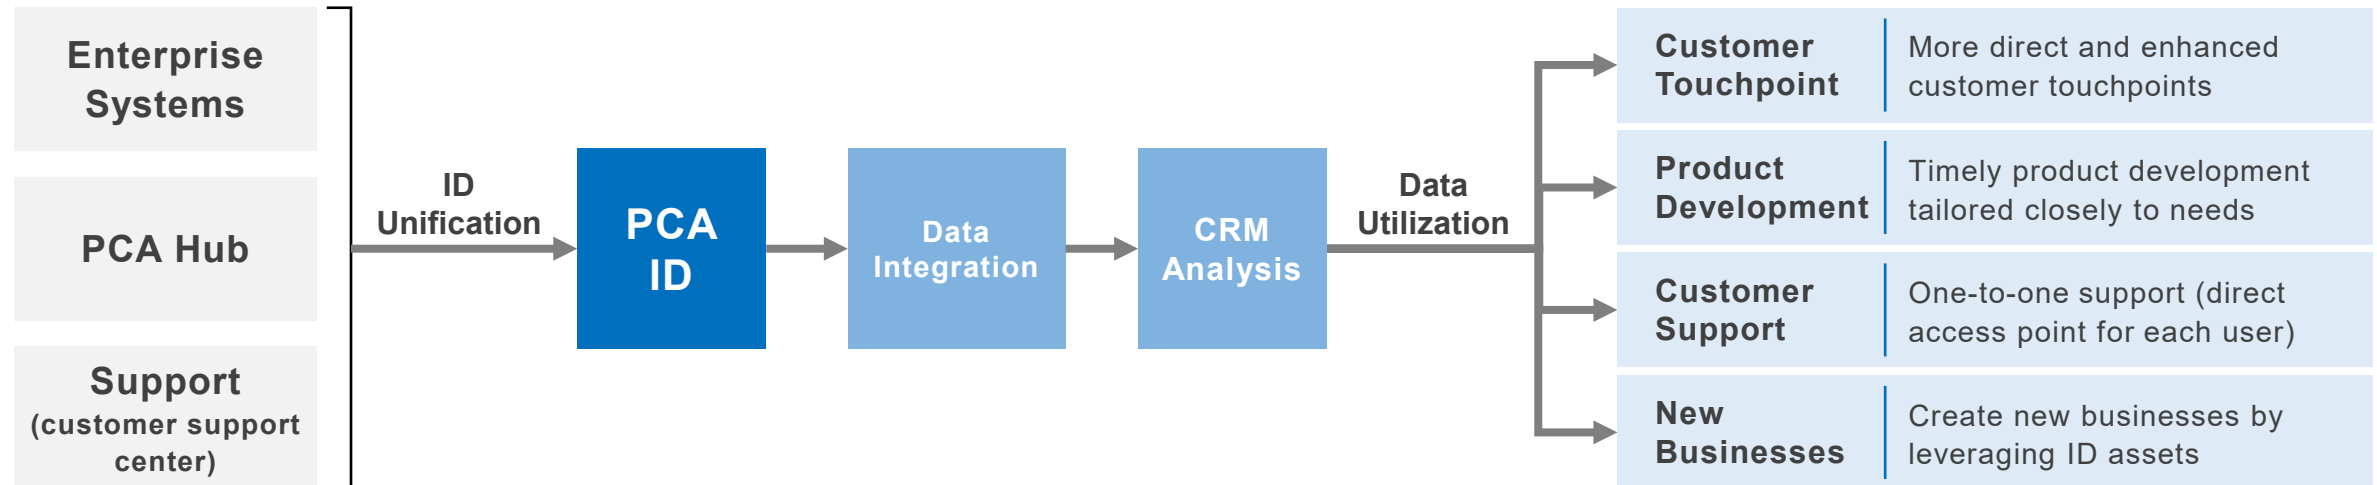 Enterprise
Systems
PCA Hub
Support
(customer support
center)
ID
Unification
PCA
ID
Data
Integration
CRM
Analysis
Data
Utilization
Customer
Touchpoint
More direct and enhanced
customer touchpoints
Product
Development
Timely product development
tailored closely to needs
Customer
Support
One-to-one support (direct
access point for each user)
New
Businesses
Create new businesses by
leveraging ID assets